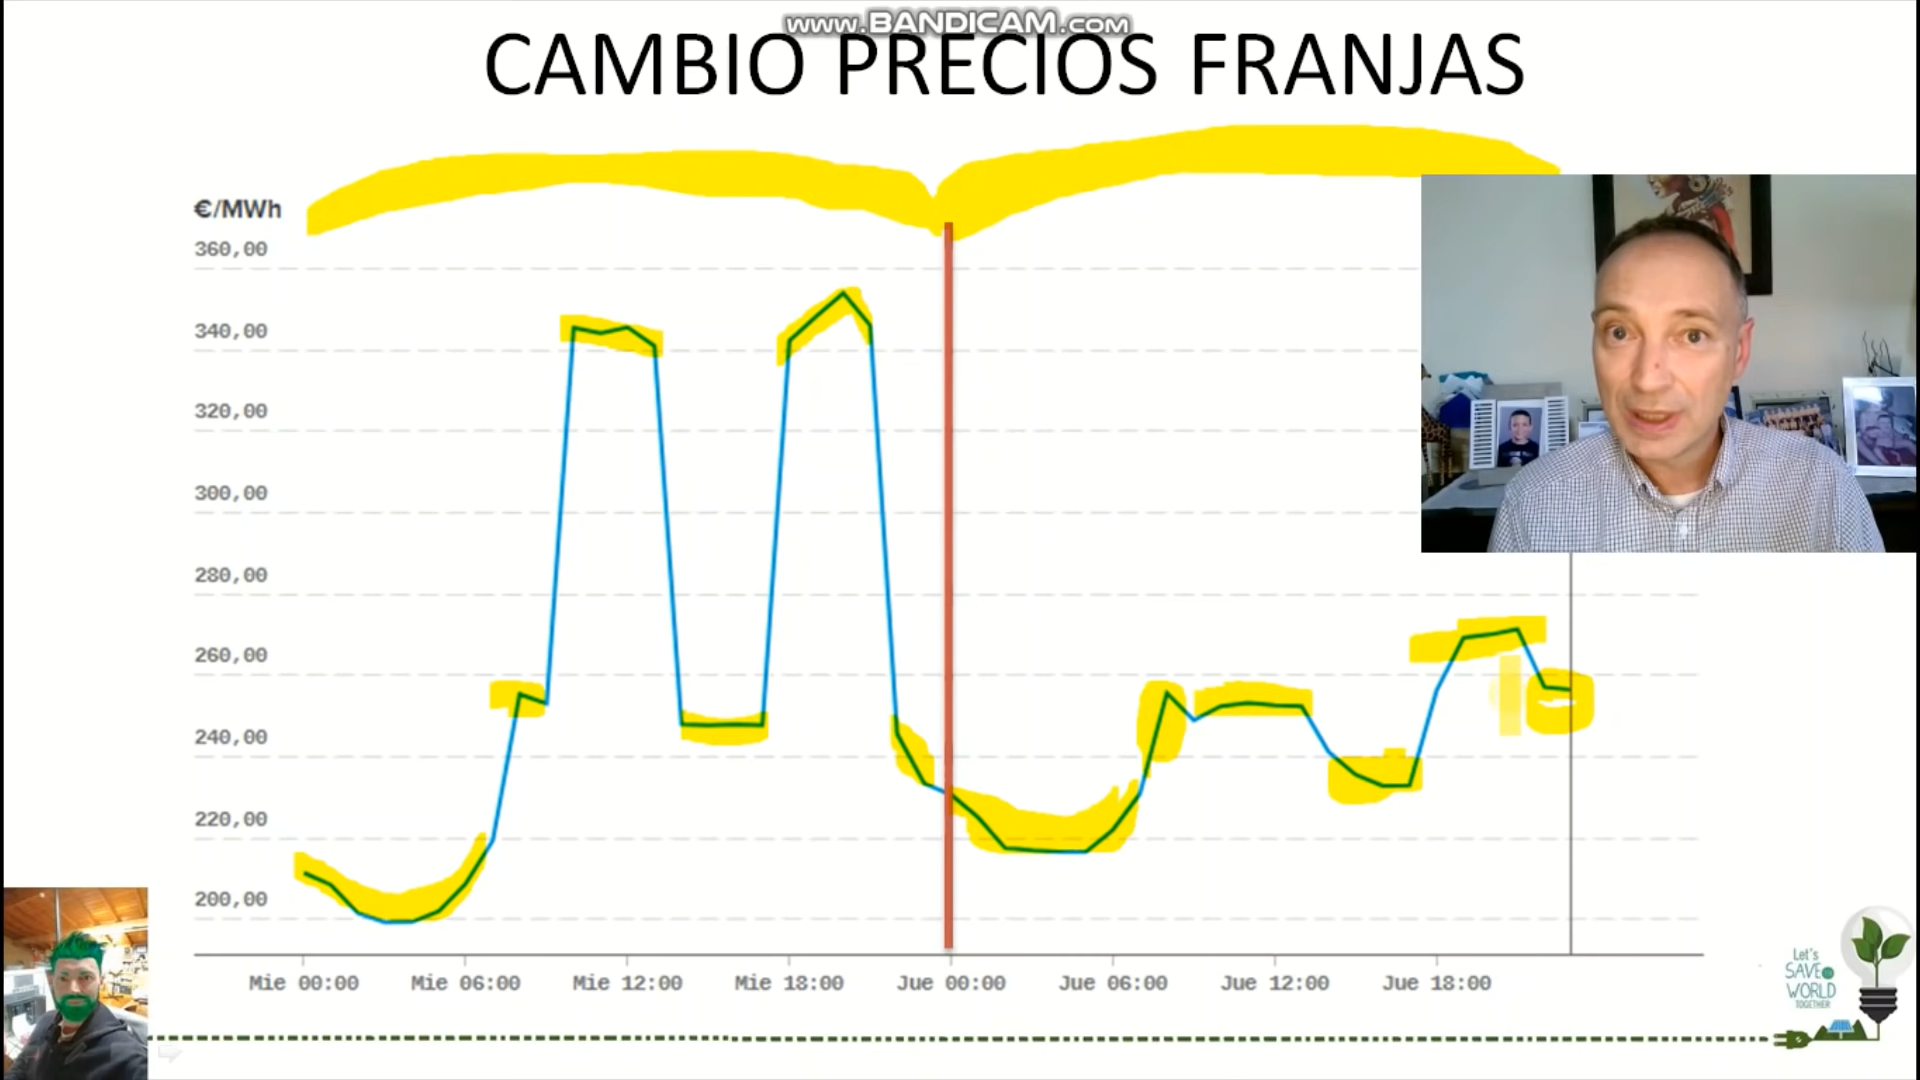 www.BANDICAM.com
CAMBIO PRECIOS FRANJAS
€/MWh
360,00
340,00
320,00
300,00
280,00
260,00
240,00
220,00
200,00
Mie 00:00 Mie 06:00 Mie 12:00 Mie 18:00 Jue 00:00 Jue 06:00 Jue 12:00 Jue 18:00
Let's
SAVE
WORLD
TOGETHER